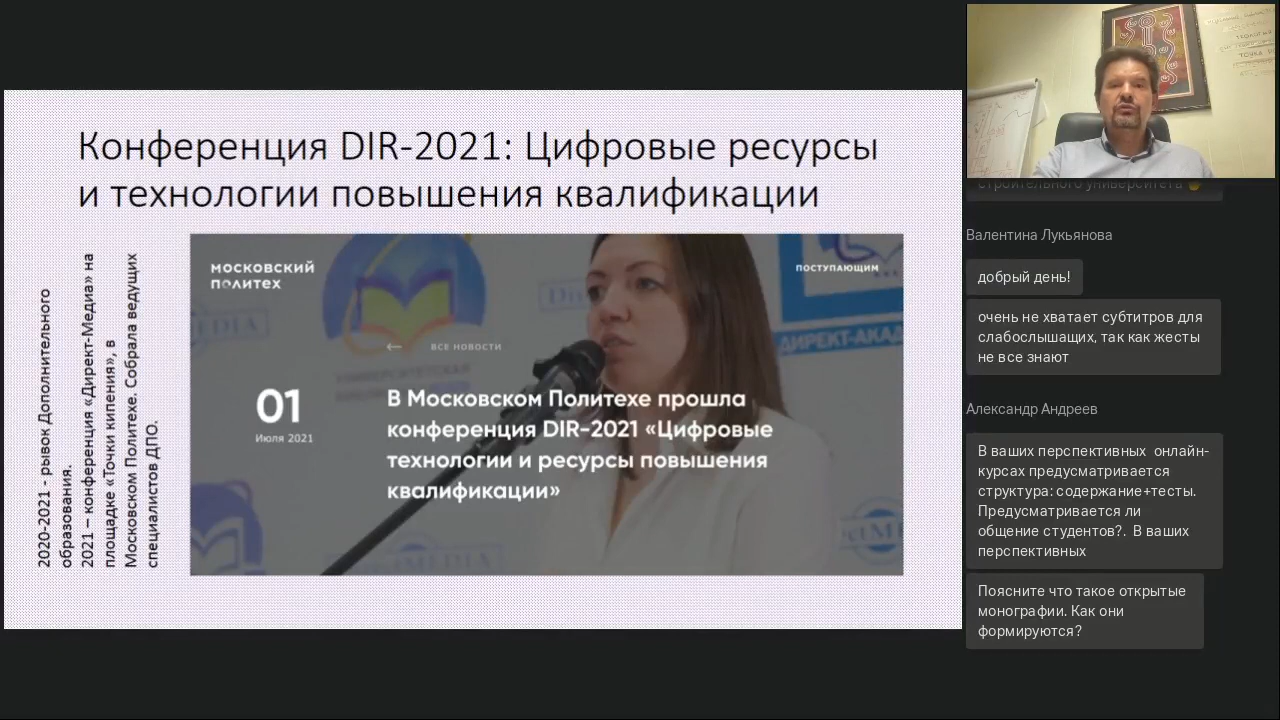 Конференция DIR-2021: Цифровые ресурсы
и технологии повышения квалификации
2020-2021 - рывок Дополнительного
образования.
2021 – конференция «Директ-Медиа» на
площадке «Точки кипения», в
Московском Политехе. Собрала ведущих
специалистов ДПО.
московский
политех
ПОСТУПАЮЩИМ
ДИРЕКТ-АКАД
← ВСЕ НОВОСТИ
01
Июля 2021
В Московском Политехе прошла
конференция DIR-2021 «Цифровые
технологии и ресурсы повышения
квалификации»
строительного университета
Валентина Лукьянова
добрый день!
очень не хватает субтитров для
слабослышащих, так как жесты
не все знают
Александр Андреев
В ваших перспективных онлайн-
курсах предусматривается
структура: содержание+тесты.
Предусматривается ли
общение студентов?. В ваших
перспективных
Поясните что такое открытые
монографии. Как они
формируются?